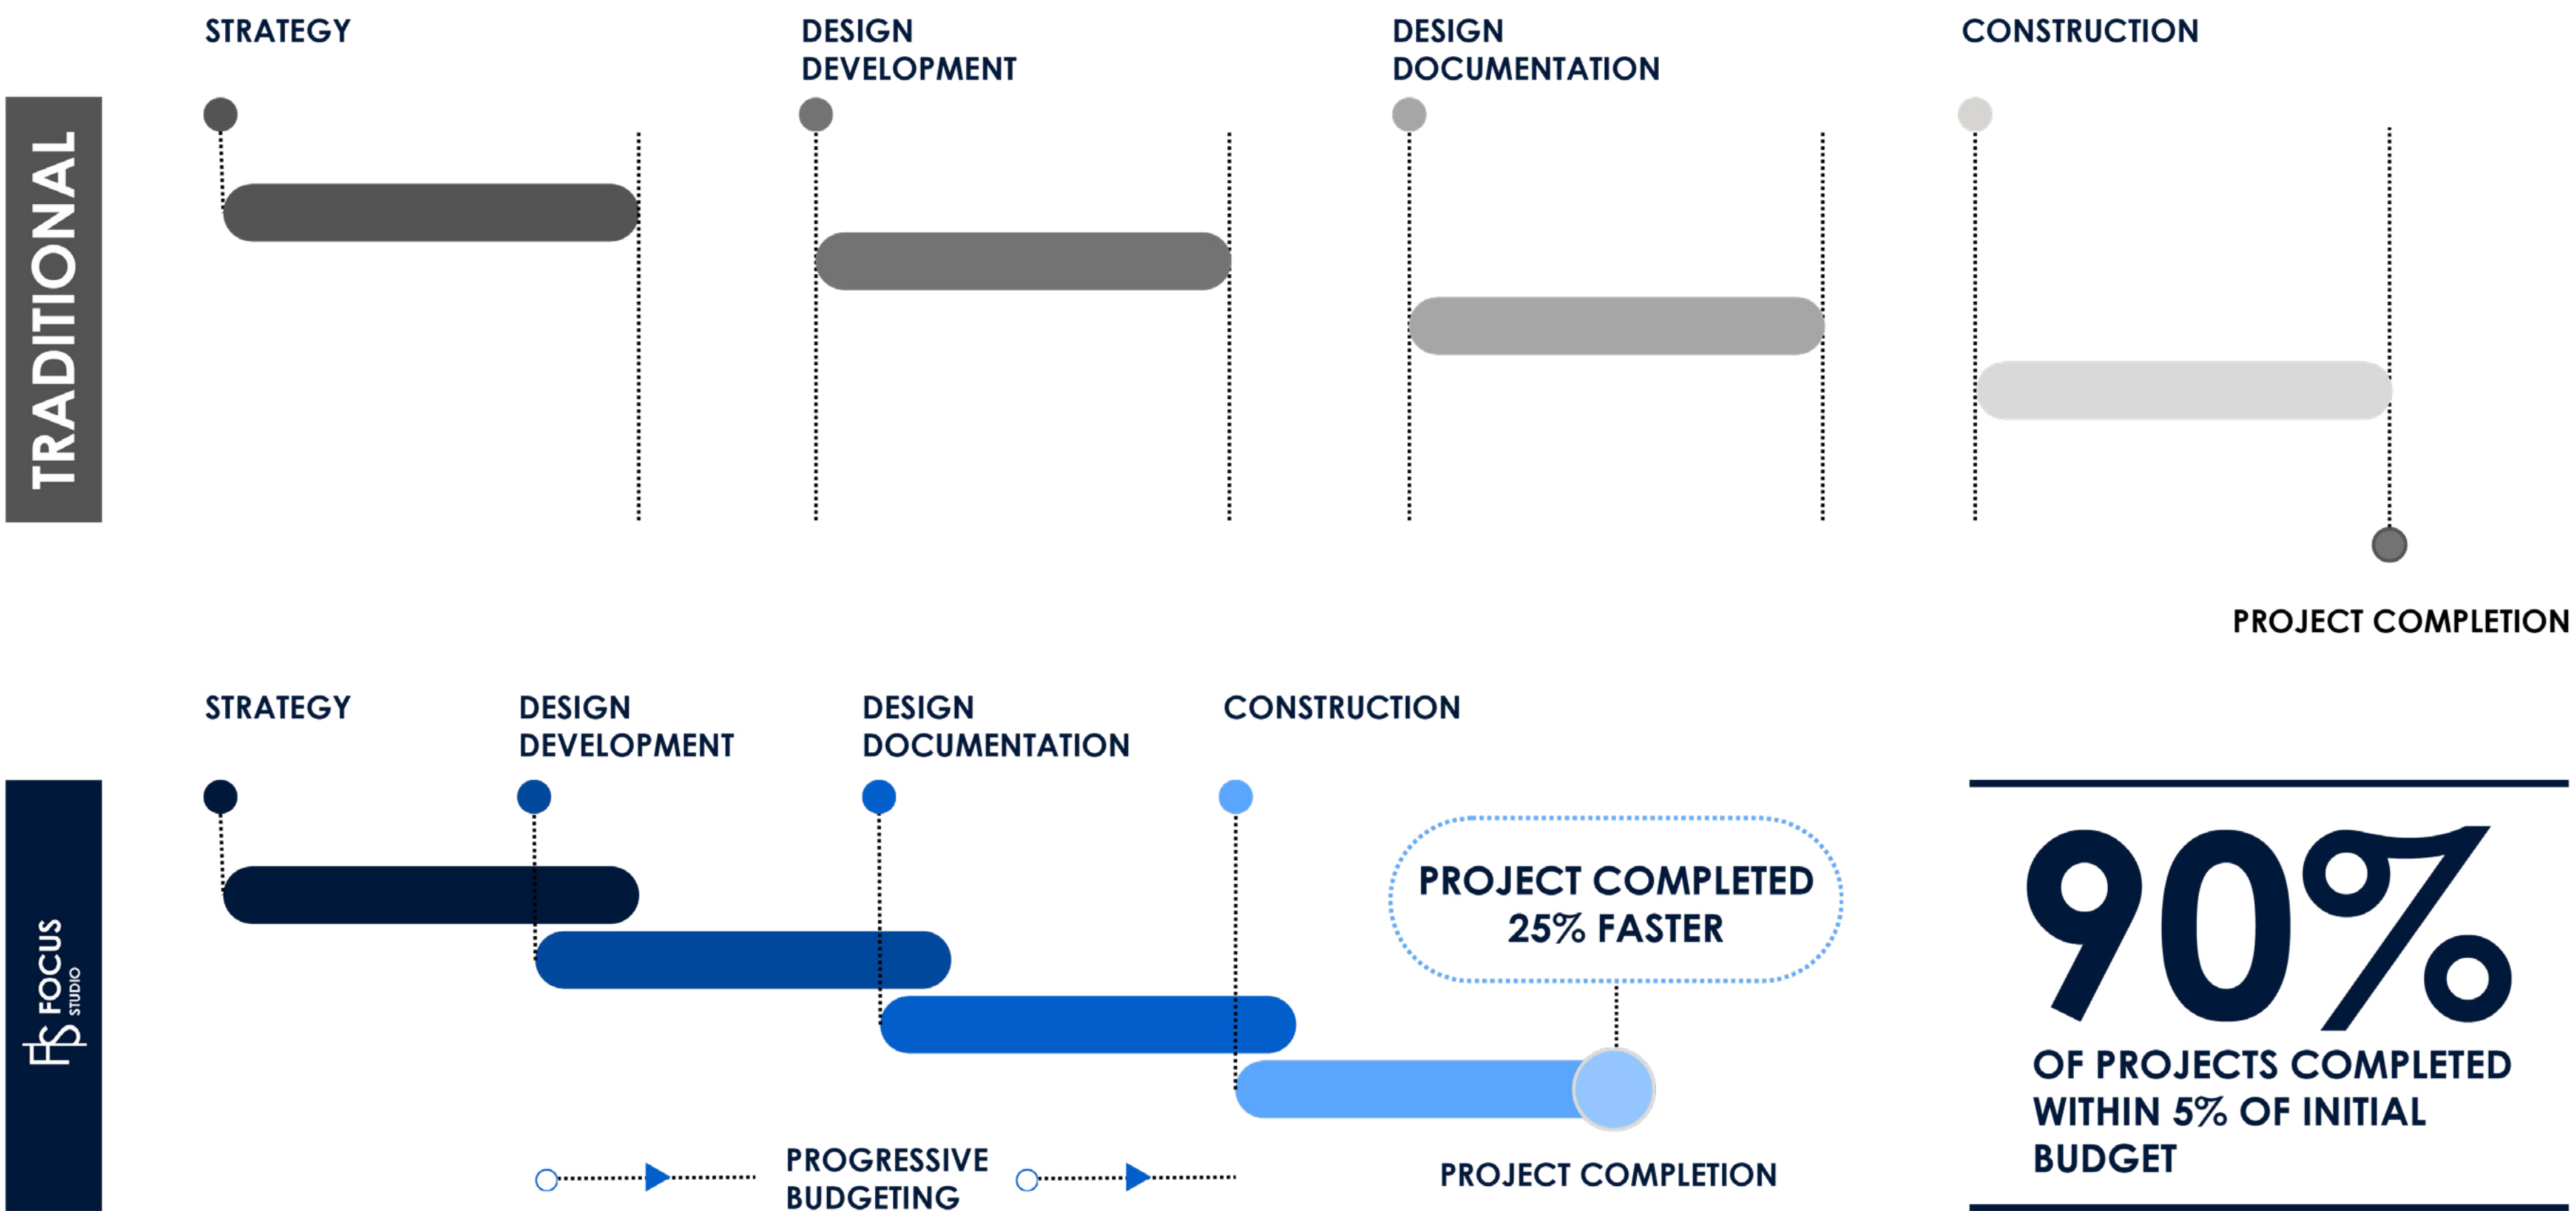 STRATEGY
DESIGN
DEVELOPMENT
DESIGN
DOCUMENTATION
CONSTRUCTION
TRADITIONAL
PROJECT COMPLETION
STRATEGY
DESIGN
DEVELOPMENT
DESIGN
DOCUMENTATION
CONSTRUCTION
FS FOCUS
STUDIO
PROJECT COMPLETED
25% FASTER
PROGRESSIVE
BUDGETING
PROJECT COMPLETION
90%
OF PROJECTS COMPLETED
WITHIN 5% OF INITIAL
BUDGET